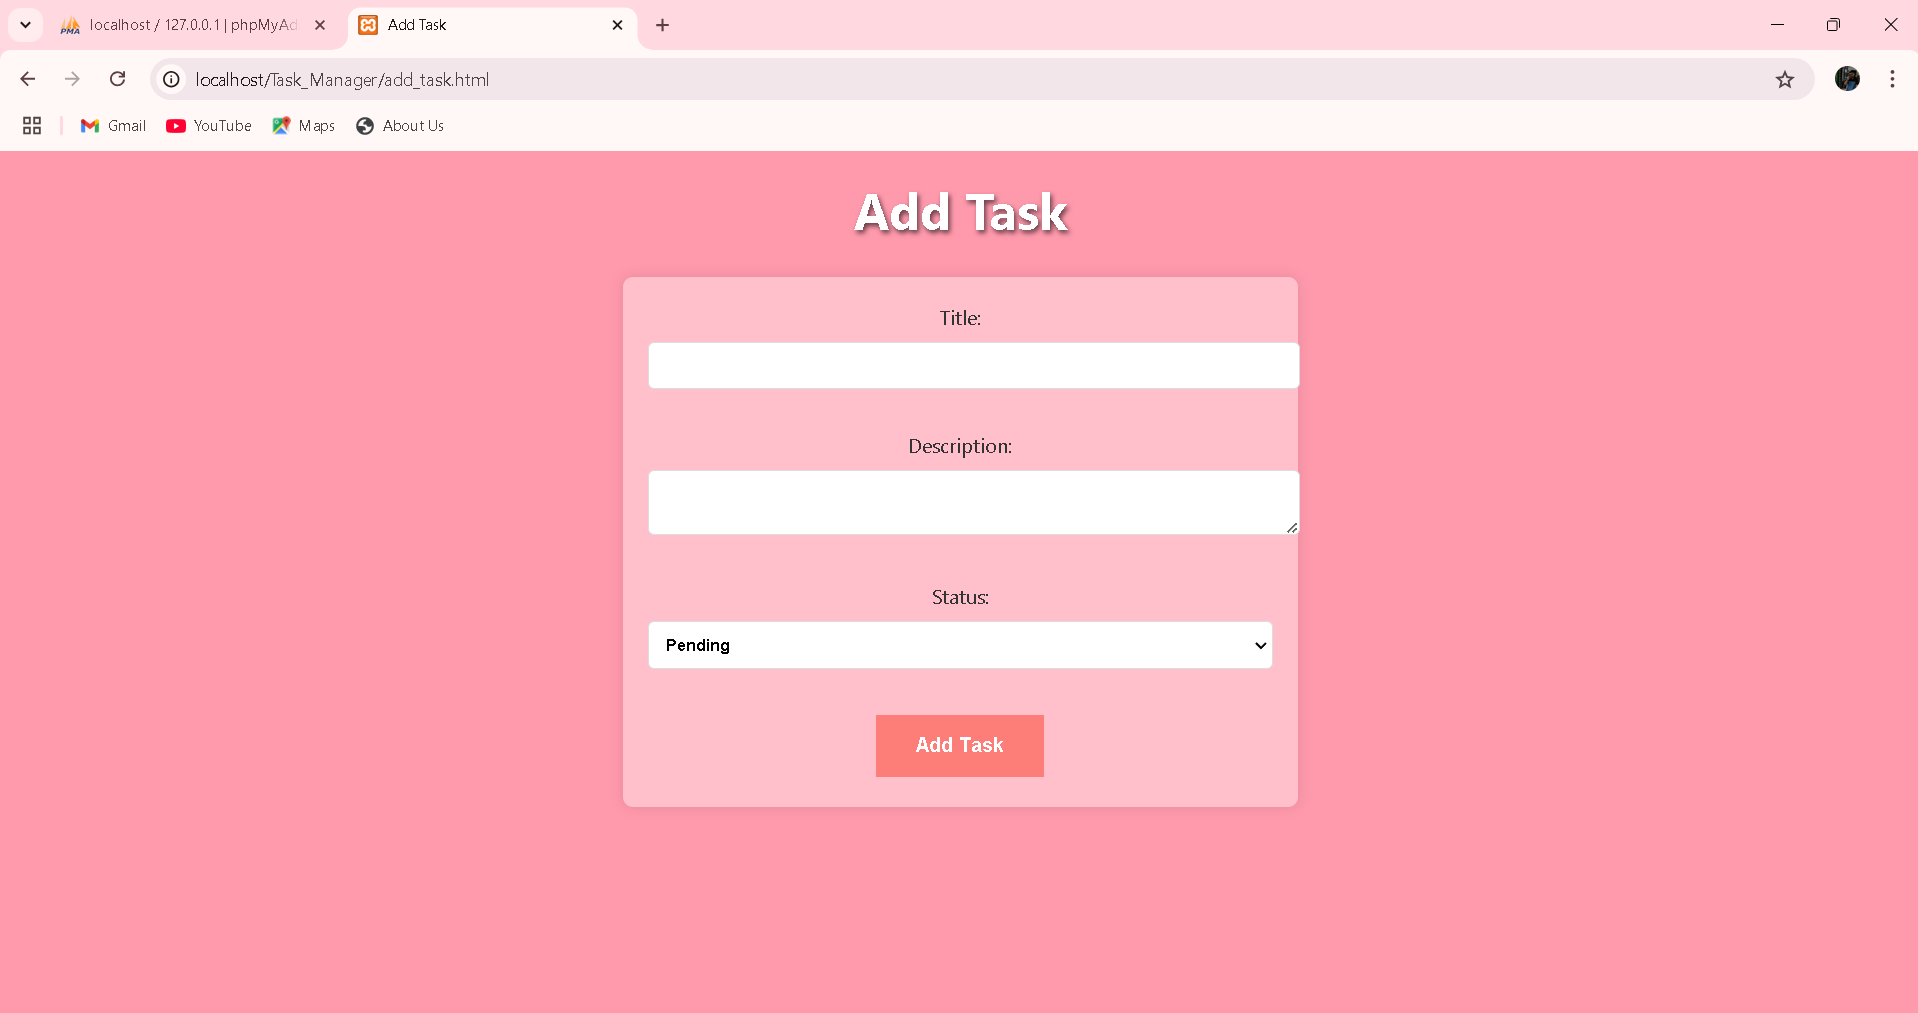 localhost / 127.0.0.1 | phpMyAd
Add Task
localhost/Task_Manager/add_task.html
Gmail
YouTube
Maps
About Us
Add Task
Title:
Description:
Status:
Pending
Add Task